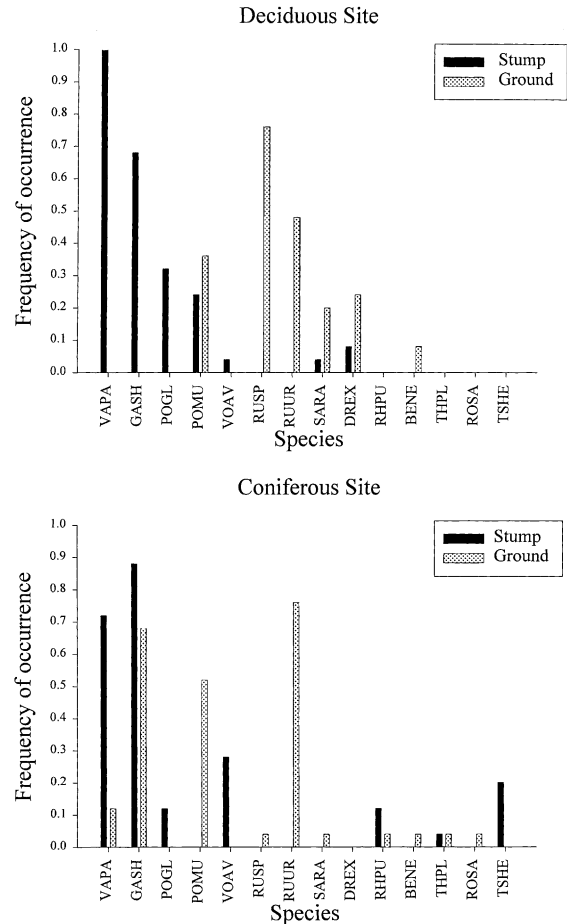 Deciduous Site
Stump
Ground
Frequency of occurrence
1.0
0.9
0.8
0.7
0.6
0.5
0.4
0.3
0.2
0.1
0.0
VAPA
GASH
POGL
POMU
VOAV
RUSP
RUUR
SARA
DREX
RHPU
BENE
THPL
ROSA
TSHE
Species
Coniferous Site
Stump
Ground
Frequency of occurrence
1.0
0.9
0.8
0.7
0.6
0.5
0.4
0.3
0.2
0.1
0.0
VAPA
GASH
POGL
POMU
VOAV
RUSP
RUUR
SARA
DREX
RHPU
BENE
THPL
ROSA
TSHE
Species